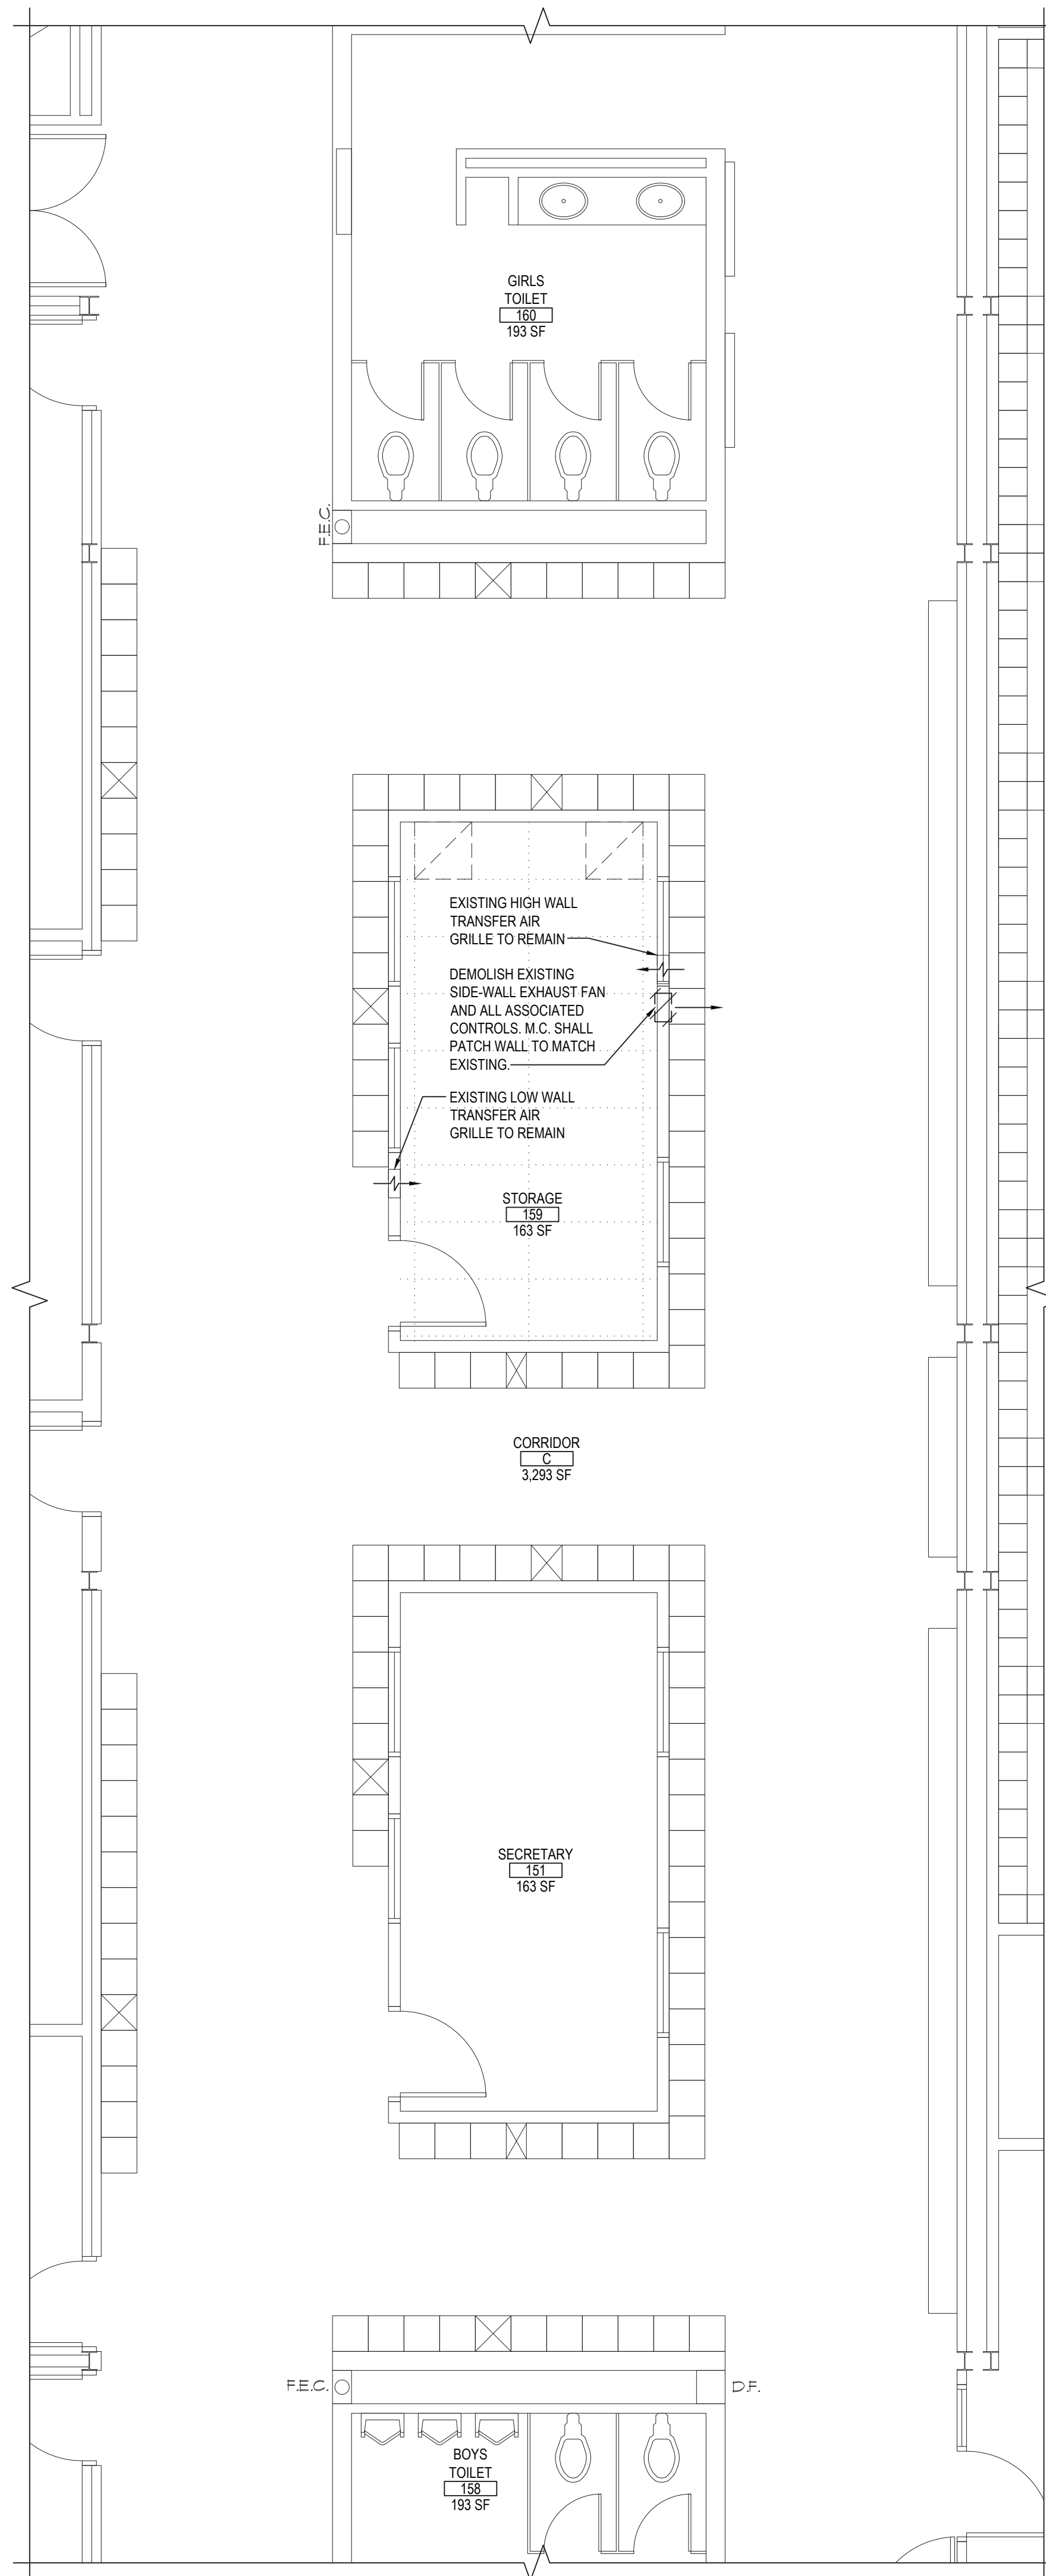 GIRLS
TOILET
160
193 SF
F.E.C.
EXISTING HIGH WALL
TRANSFER AIR
GRILLE TO REMAIN
DEMOLISH EXISTING
SIDE-WALL EXHAUST FAN
AND ALL ASSOCIATED
CONTROLS. M.C. SHALL
PATCH WALL TO MATCH
EXISTING.
EXISTING LOW WALL
TRANSFER AIR
GRILLE TO REMAIN
STORAGE
159
163 SF
CORRIDOR
C
3,293 SF
SECRETARY
151
163 SF
F.E.C.
D.F.
BOYS
TOILET
158
193 SF